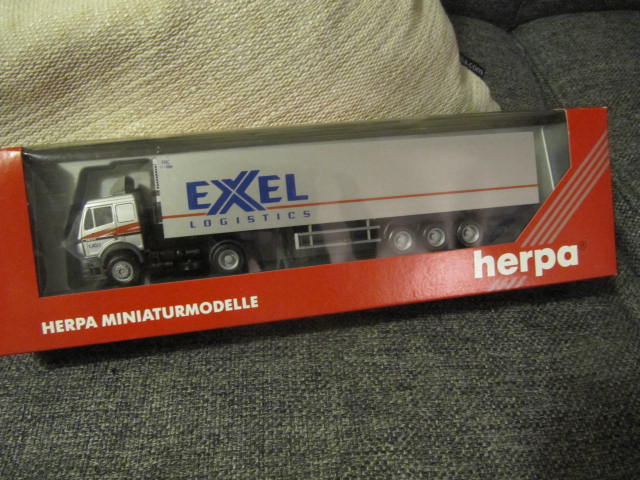 EXEL
LOGISTICS
herpa®
HERPA MINIATURMODELLE